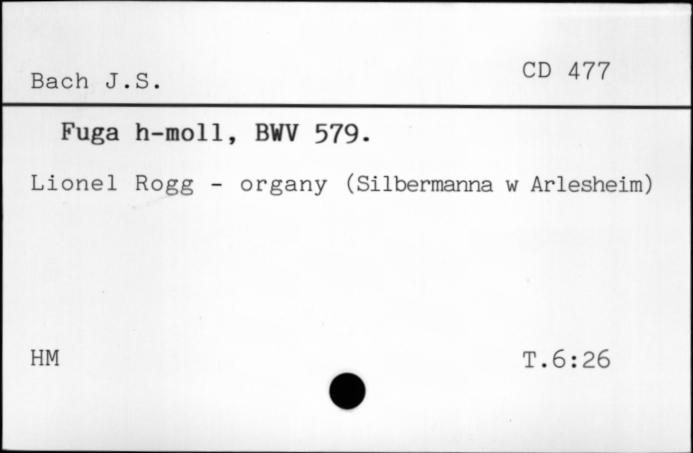 Bach J.S.
CD 477
Fuga h-moll, BWV 579.
Lionel Rogg - organy (Silbermanna w Arlesheim)
HM
T.6:26